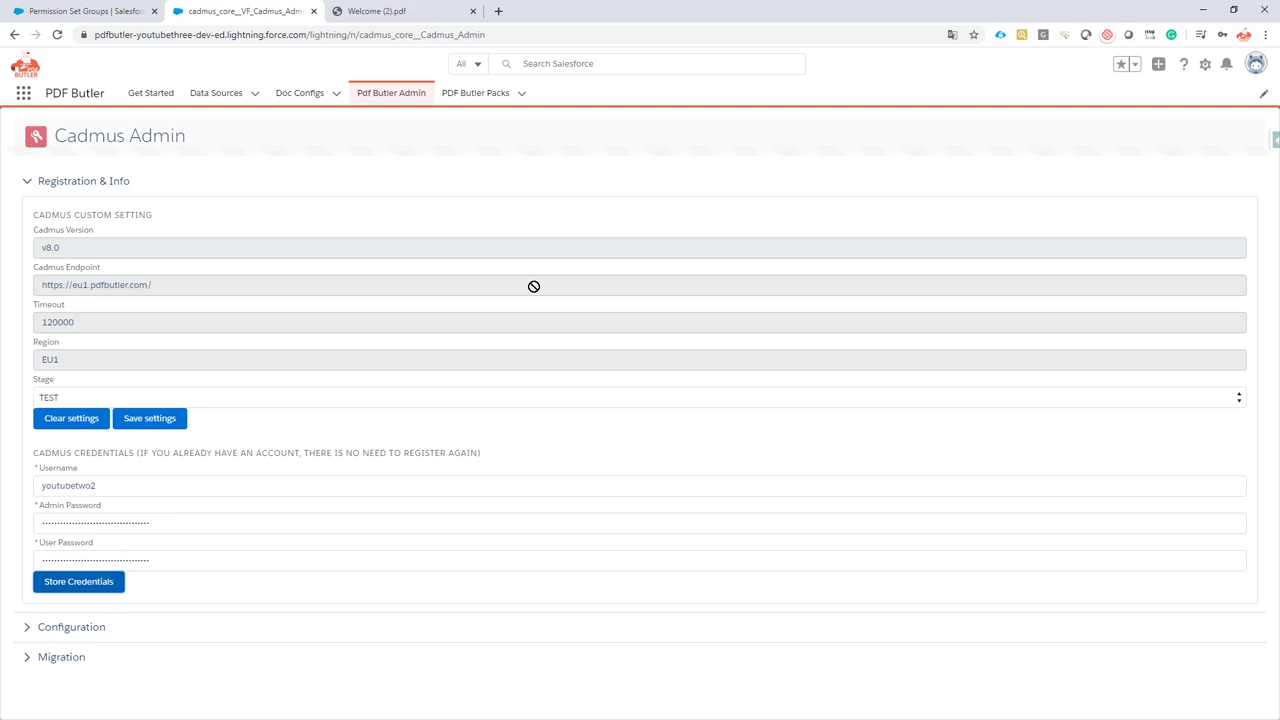 Permission Set Groups | Salesfor
cadmus_core__VF_Cadmus_Admi
Welcome (2).pdf
pdfbutler-youtubethree-dev-ed.lightning.force.com/lightning/n/cadmus_core__Cadmus_Admin
BUTLER
All
Search Salesforce
PDF Butler
Get Started
Data Sources
Doc Configs
Pdf Butler Admin
PDF Butler Packs
Cadmus Admin
Registration & Info
CADMUS CUSTOM SETTING
Cadmus Version
v8.0
Cadmus Endpoint
https://eu1.pdfbutler.com/
Timeout
120000
Region
EU1
Stage
TEST
Clear settings
Save settings
CADMUS CREDENTIALS (IF YOU ALREADY HAVE AN ACCOUNT, THERE IS NO NEED TO REGISTER AGAIN)
*Username
youtubetwo2
*Admin Password
*User Password
Store Credentials
Configuration
Migration